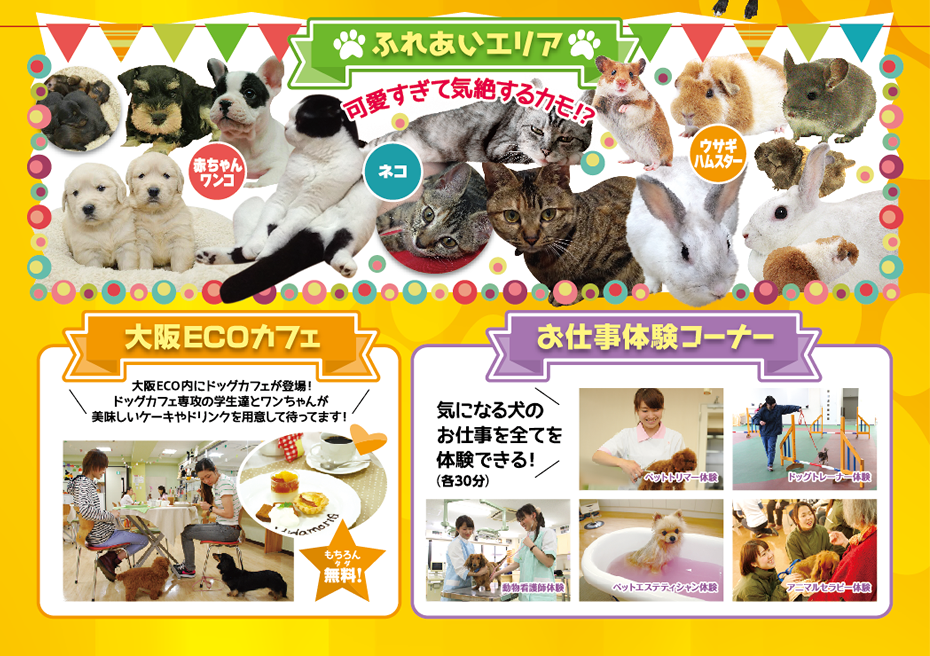 ふれあいエリア
可愛すぎて気絶するカモ!?
赤ちゃん
ワンコ
ネコ
ウサギ
ハムスター
大阪ECOカフェ
大阪ECO内にドッグカフェが登場!
ドッグカフェ専攻の学生達とワンちゃんが
美味しいケーキやドリンクを用意して待ってます!
もちろん
タダ
無料!
お仕事体験コーナー
気になる犬の
お仕事を全てを
体験できる!
(各30分)
ペットトリマー体験
ドッグトレーナー体験
動物看護師体験
ペットエステティシャン体験
アニマルセラピー体験